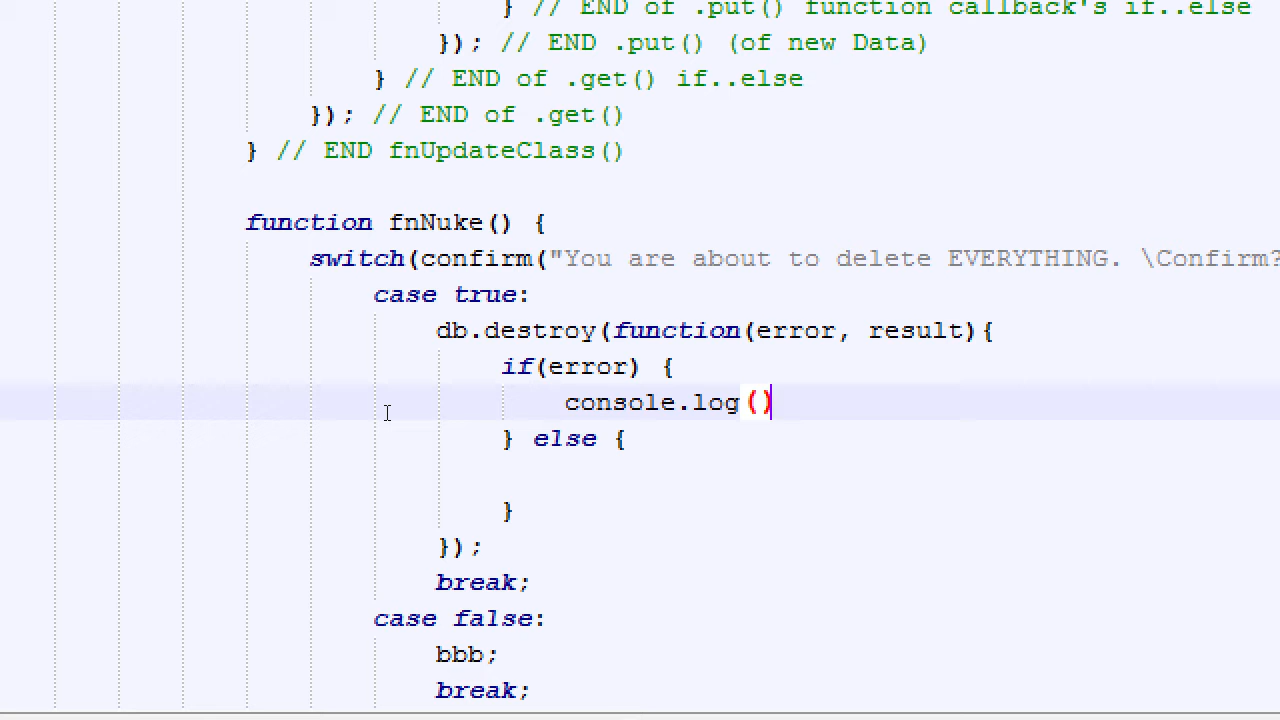 } // END of .put() function callback's if..else
}); // END .put() (of new Data)
} // END of .get() if..else
}); // END of .get()
} // END fnUpdateClass()
function fnNuke() {
switch(confirm("You are about to delete EVERYTHING. \Confirm?
case true:
db.destroy(function(error, result){
if(error) {
console.log()
} else {
}
});
break;
case false:
bbb;
break;